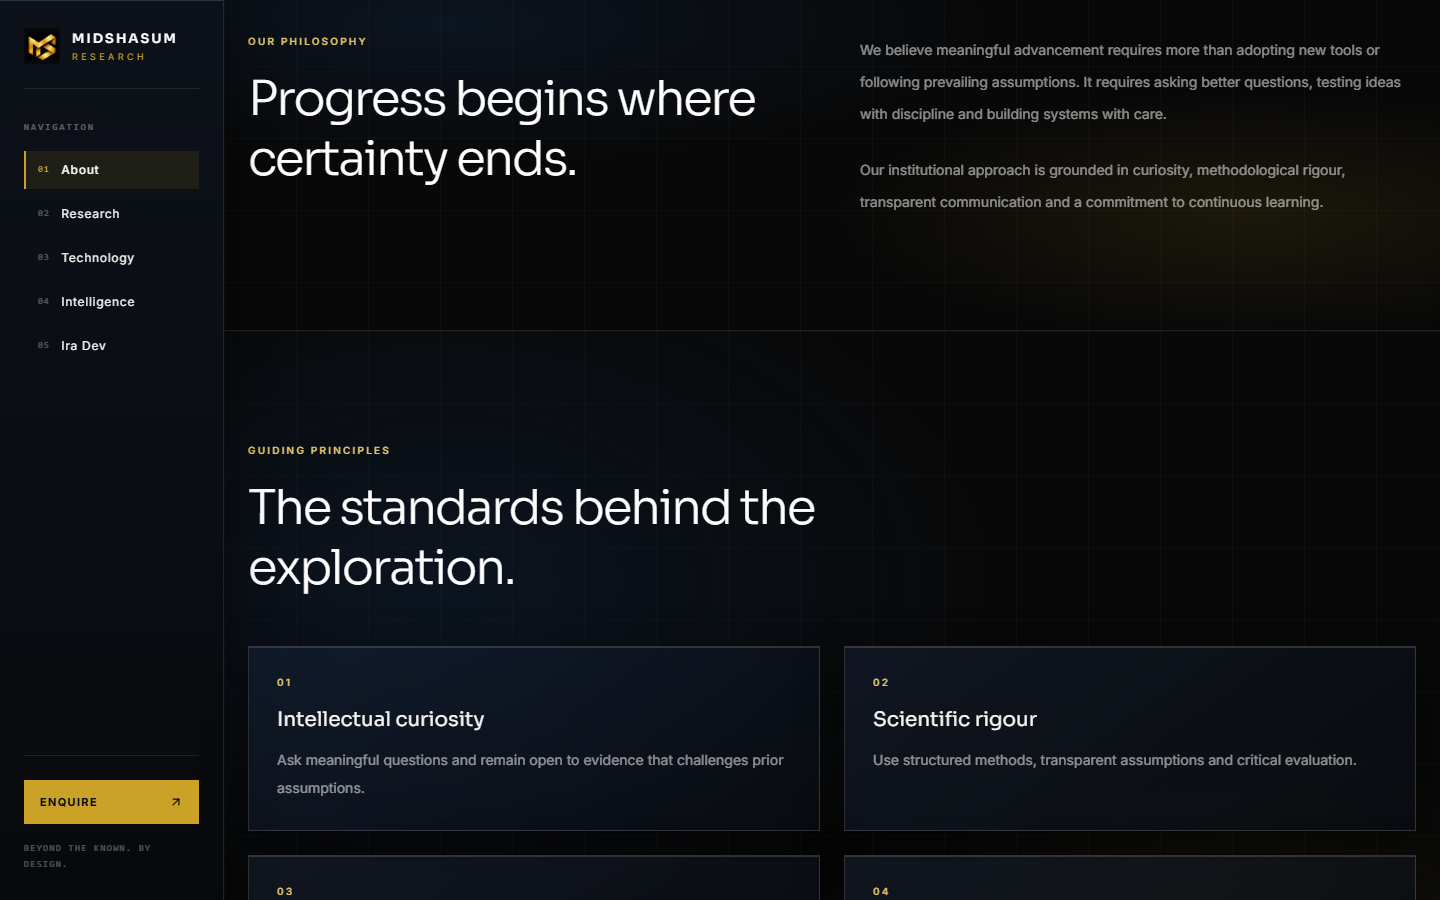 MIDSHASUM
RESEARCH
NAVIGATION
01 About
02 Research
03 Technology
04 Intelligence
05 Ira Dev
ENQUIRE
BEYOND THE KNOWN. BY
DESIGN.
OUR PHILOSOPHY
Progress begins where
certainty ends.
We believe meaningful advancement requires more than adopting new tools or
following prevailing assumptions. It requires asking better questions, testing ideas
with discipline and building systems with care.
Our institutional approach is grounded in curiosity, methodological rigour,
transparent communication and a commitment to continuous learning.
GUIDING PRINCIPLES
The standards behind the
exploration.
01
Intellectual curiosity
Ask meaningful questions and remain open to evidence that challenges prior
assumptions.
02
Scientific rigour
Use structured methods, transparent assumptions and critical evaluation.
03
04